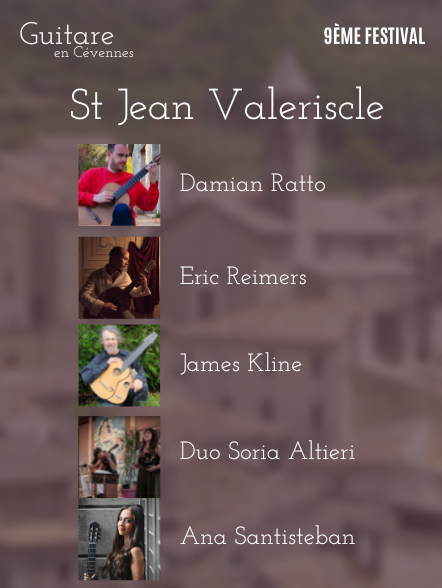 Guitare
en Cévennes
9ÈME FESTIVAL
St Jean Valeriscle
Damian Ratto
Eric Reimers
James Kline
Duo Soria Altieri
Ana Santisteban